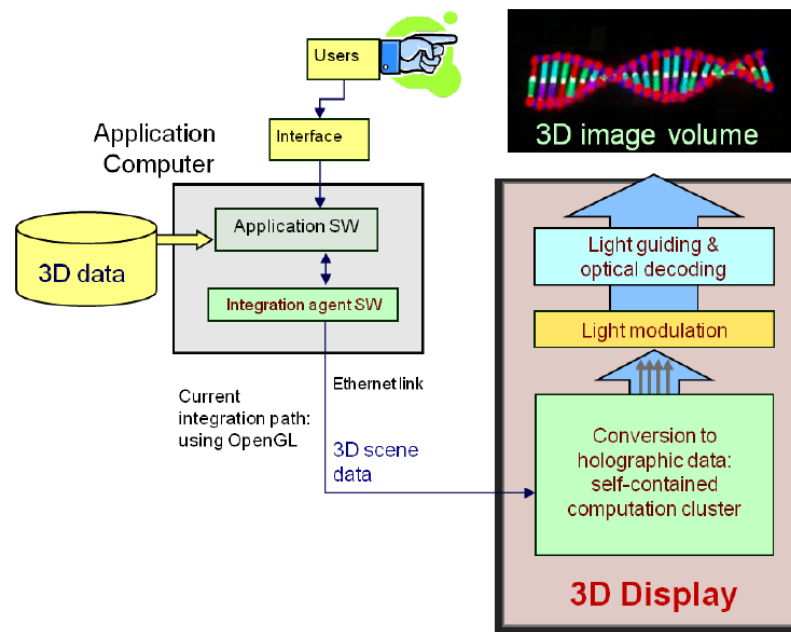 Users
Interface
Application
Computer
Application SW
3D data
Integration agent SW
Current
integration path:
using OpenGL
Ethernet link
3D scene
data
3D image volume
Light guiding &
optical decoding
Light modulation
Conversion to
holographic data:
self-contained
computation cluster
3D Display